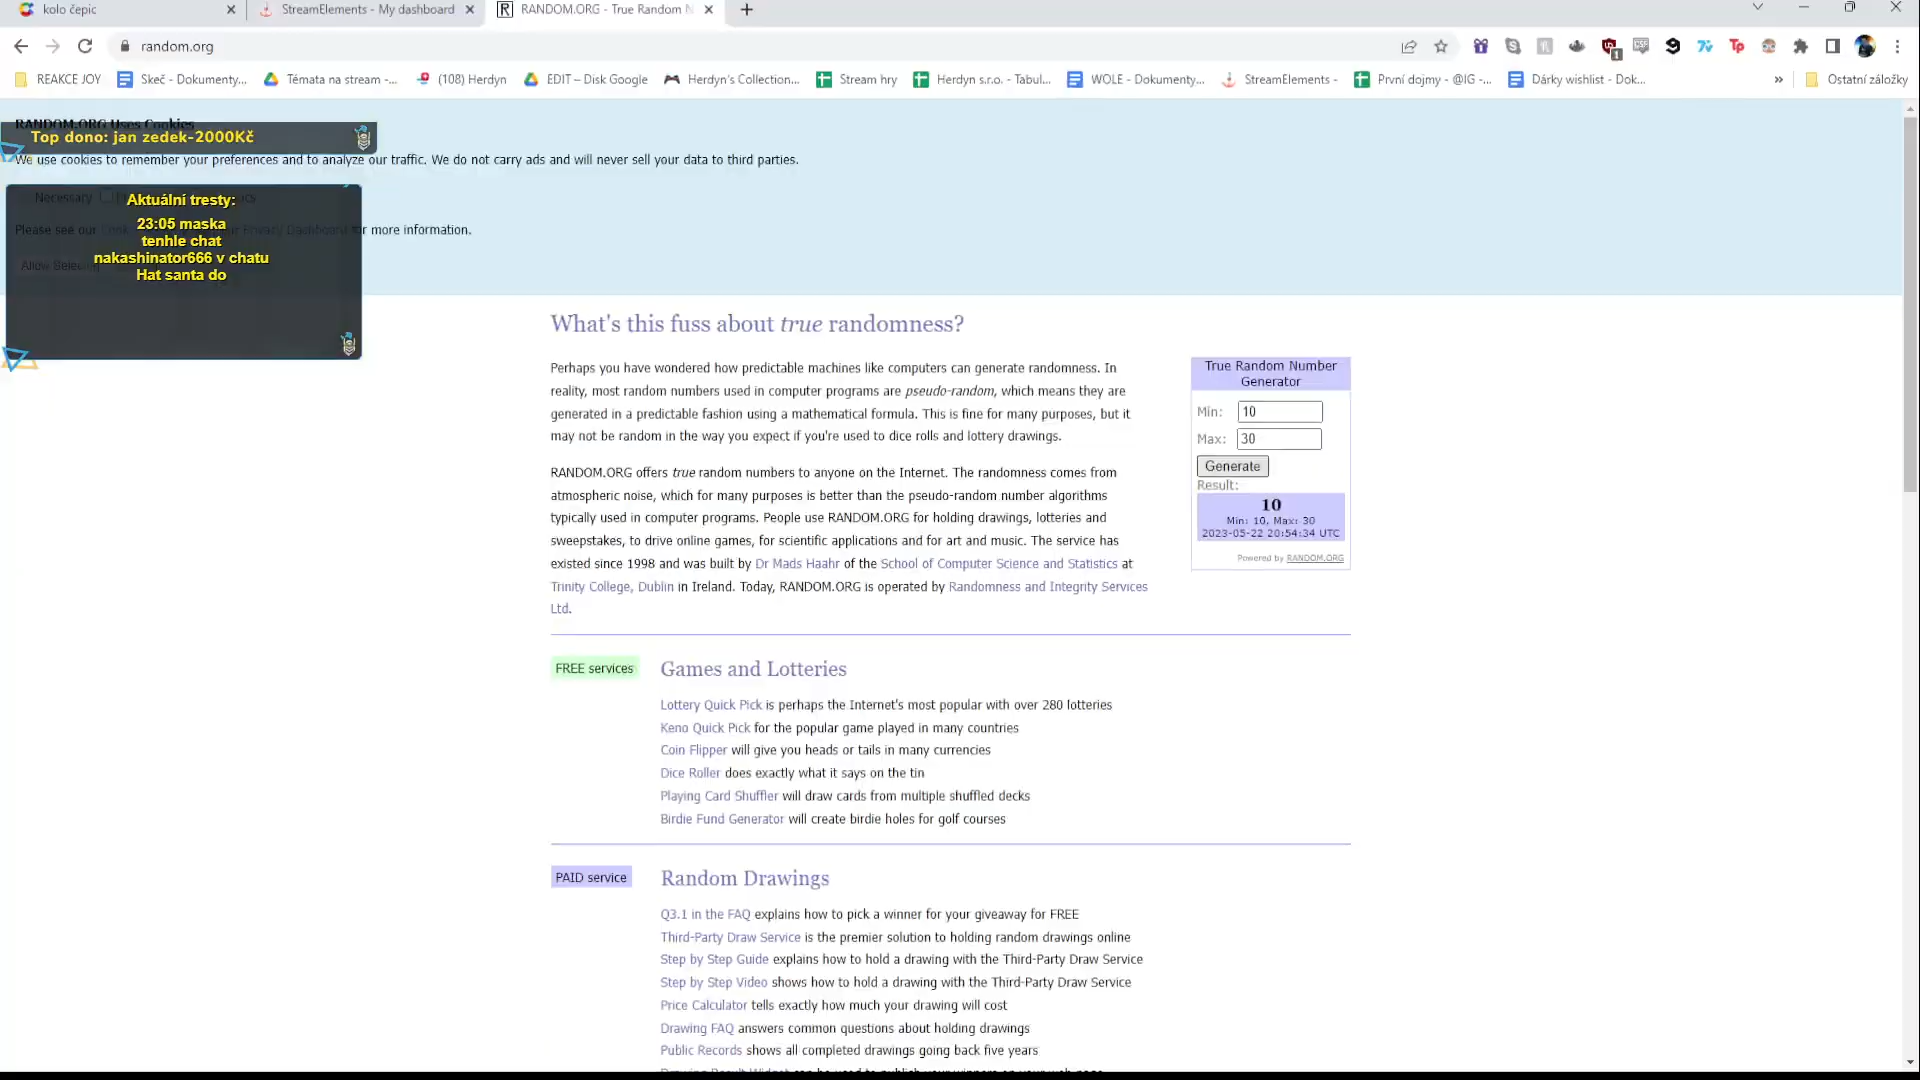 kolo čepic
StreamElements - My dashboard
RANDOM.ORG - True Random N
random.org
REAKCE JOY
Skeč - Dokumenty...
Témata na stream -...
(108) Herdyn
EDIT – Disk Google
Herdyn's Collection...
Stream hry
Herdyn s.r.o. - Tabul...
WOLE - Dokumenty...
StreamElements -
První dojmy - @IG -...
Dárky wishlist - Dok...
»
Ostatní záložky
RANDOM.ORG Uses Cookies
Top dono: jan zedek-2000Kč
We use cookies to remember your preferences and to analyze our traffic. We do not carry ads and will never sell your data to third parties.
Necessary
Aktuální tresty:
23:05 maska
tenhle chat
nakashinator666 v chatu
Hat santa do
Please see our
Privacy Dashboard for more information.
What's this fuss about true randomness?
Perhaps you have wondered how predictable machines like computers can generate randomness. In
reality, most random numbers used in computer programs are pseudo-random, which means they are
generated in a predictable fashion using a mathematical formula. This is fine for many purposes, but it
may not be random in the way you expect if you're used to dice rolls and lottery drawings.
RANDOM.ORG offers true random numbers to anyone on the Internet. The randomness comes from
atmospheric noise, which for many purposes is better than the pseudo-random number algorithms
typically used in computer programs. People use RANDOM.ORG for holding drawings, lotteries and
sweepstakes, to drive online games, for scientific applications and for art and music. The service has
existed since 1998 and was built by Dr Mads Haahr of the School of Computer Science and Statistics at
Trinity College, Dublin in Ireland. Today, RANDOM.ORG is operated by Randomness and Integrity Services
Ltd.
True Random Number
Generator
Min: 10
Max: 30
Generate
Result:
10
Min: 10, Max: 30
2023-05-22 20:54:34 UTC
Powered by RANDOM.ORG
FREE services
Games and Lotteries
Lottery Quick Pick is perhaps the Internet's most popular with over 280 lotteries
Keno Quick Pick for the popular game played in many countries
Coin Flipper will give you heads or tails in many currencies
Dice Roller does exactly what it says on the tin
Playing Card Shuffler will draw cards from multiple shuffled decks
Birdie Fund Generator will create birdie holes for golf courses
PAID service
Random Drawings
Q3.1 in the FAQ explains how to pick a winner for your giveaway for FREE
Third-Party Draw Service is the premier solution to holding random drawings online
Step by Step Guide explains how to hold a drawing with the Third-Party Draw Service
Step by Step Video shows how to hold a drawing with the Third-Party Draw Service
Price Calculator tells exactly how much your drawing will cost
Drawing FAQ answers common questions about holding drawings
Public Records shows all completed drawings going back five years